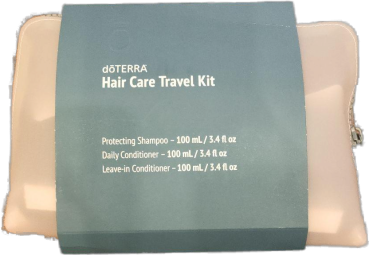 dōTERRA
Hair Care Travel Kit
Protecting Shampoo – 100 mL / 3.4 fl oz
Daily Conditioner – 100 mL / 3.4 fl oz
Leave-in Conditioner – 100 mL / 3.4 fl oz